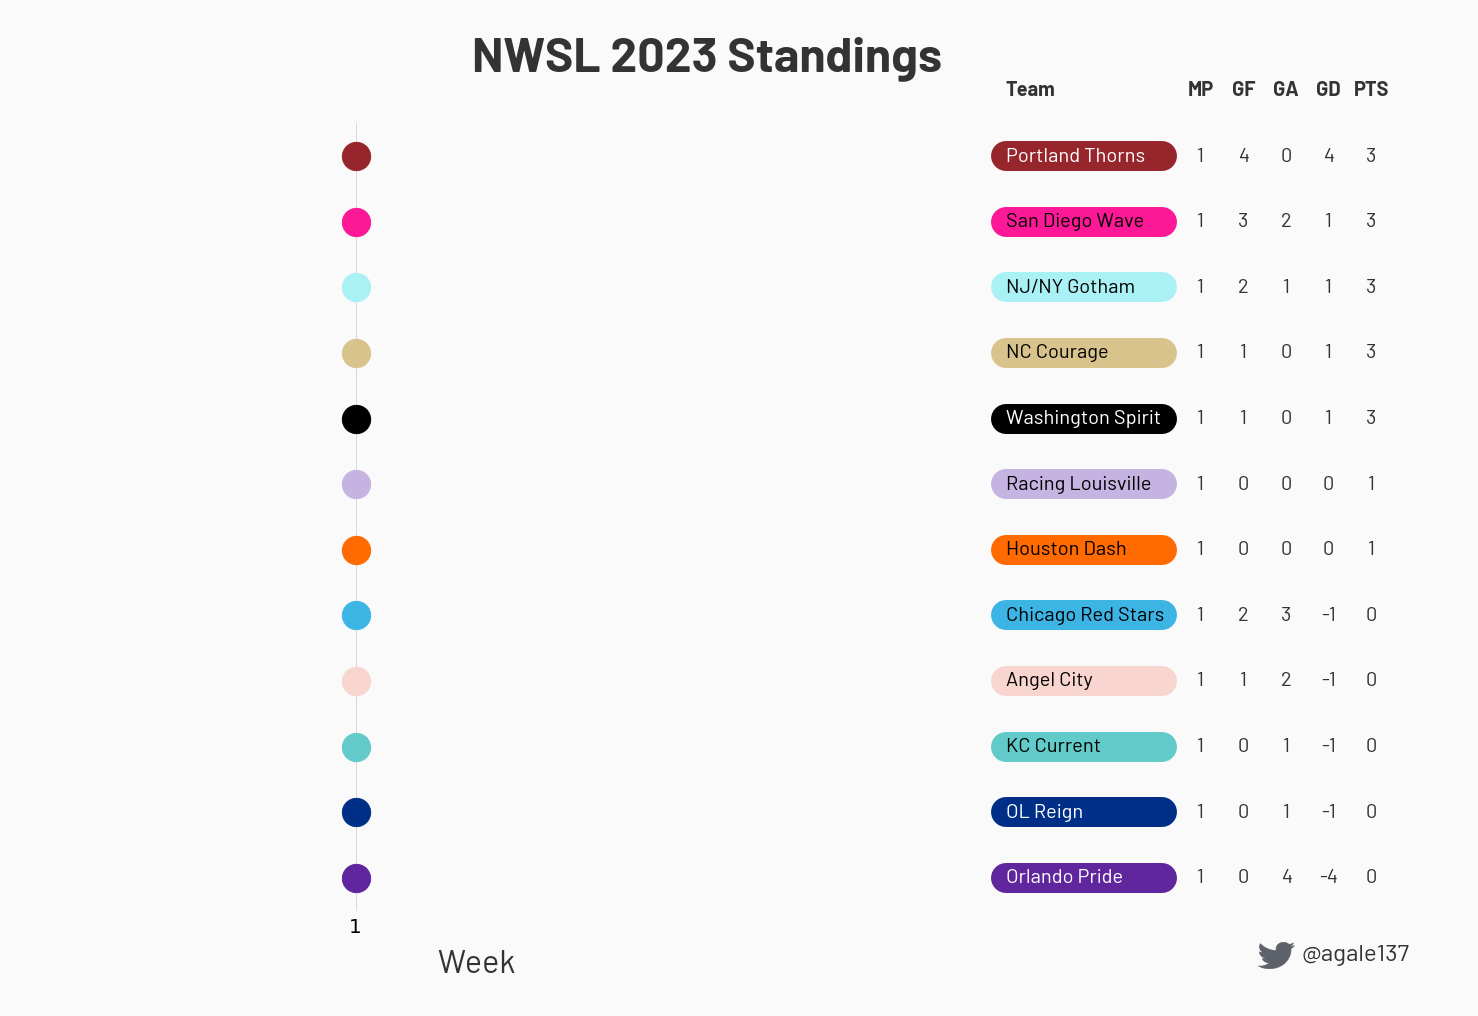 NWSL 2023 Standings
Team MP GF GA GD PTS
Portland Thorns 1 4 0 4 3
San Diego Wave 1 3 2 1 3
NJ/NY Gotham 1 2 1 1 3
NC Courage 1 1 0 1 3
Washington Spirit 1 1 0 1 3
Racing Louisville 1 0 0 0 1
Houston Dash 1 0 0 0 1
Chicago Red Stars 1 2 3 -1 0
Angel City 1 1 2 -1 0
KC Current 1 0 1 -1 0
OL Reign 1 0 1 -1 0
Orlando Pride 1 0 4 -4 0
1
Week
@agale137